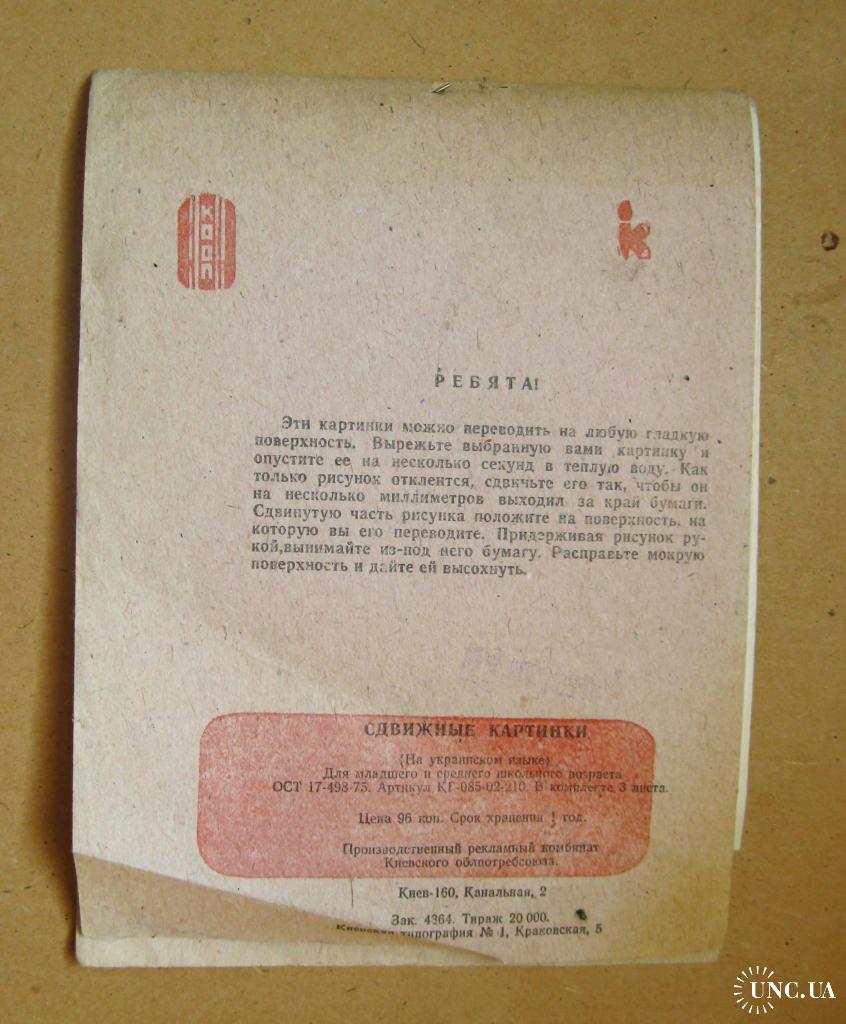 КООП
к
РЕБЯТА!
Эти картинки можно переводить на любую гладкую
поверхность. Вырежьте выбранную вами картинку и
опустите ее на несколько секунд в теплую воду. Как
только рисунок отклеится, сдвиньте его так, чтобы он
на несколько миллиметров выходил за край бумаги.
Сдвинутую часть рисунка положите на поверхность, на
которую вы его переводите. Придерживая рисунок ру-
кой,вынимайте из-под него бумагу. Расправьте мокрую
поверхность и дайте ей высохнуть.
СДВИЖНЫЕ КАРТИНКИ
(На украинском языке)
Для младшего и среднего школьного возраста
ОСТ 17-498-75. Артикул КГ-085-02-210. В комплекте 3 листа.
Цена 96 коп. Срок хранения 1 год.
Производственный рекламный комбинат
Киевского облпотребсоюза.
Киев-160, Канальная, 2
Зак. 4364. Тираж 20 000.
Киевская типография № 1, Краковская, 5
UNC.UA